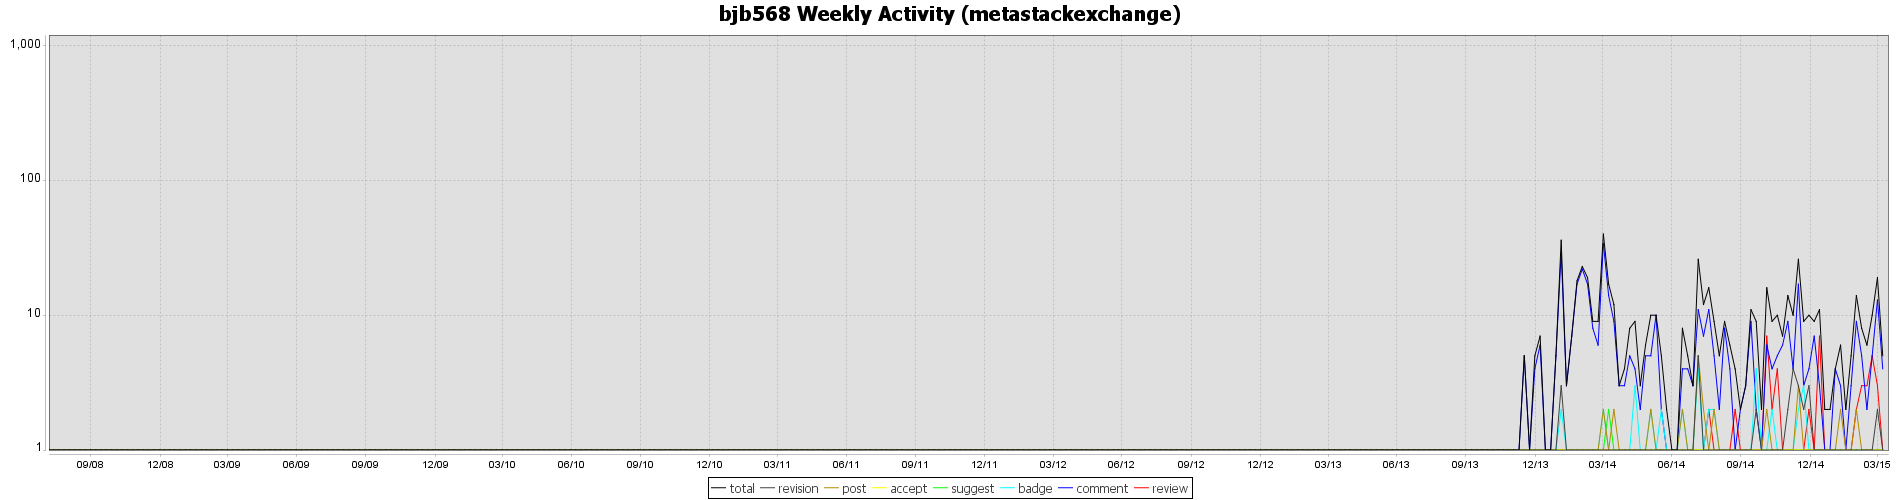 bjb568 Weekly Activity (metastackexchange)
1,000
100
10
1
09/08 12/08 03/09 06/09 09/09 12/09 03/10 06/10 09/10 12/10 03/11 06/11 09/11 12/11 03/12 06/12 09/12 12/12 03/13 06/13 09/13 12/13 03/14 06/14 09/14 12/14 03/15
total revision post accept suggest badge comment review